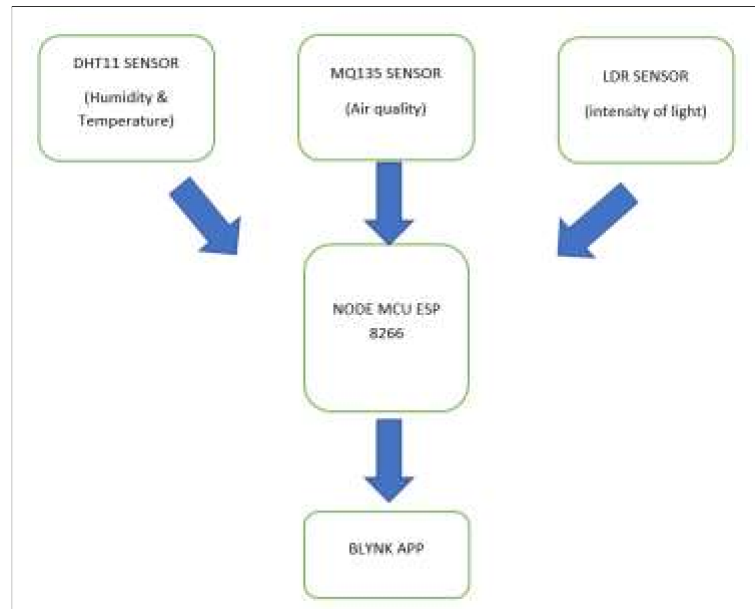 DHT11 SENSOR
(Humidity &
Temperature)
MQ135 SENSOR
(Air quality)
LDR SENSOR
(intensity of light)
NODE MCU ESP
8266
BLYNK APP